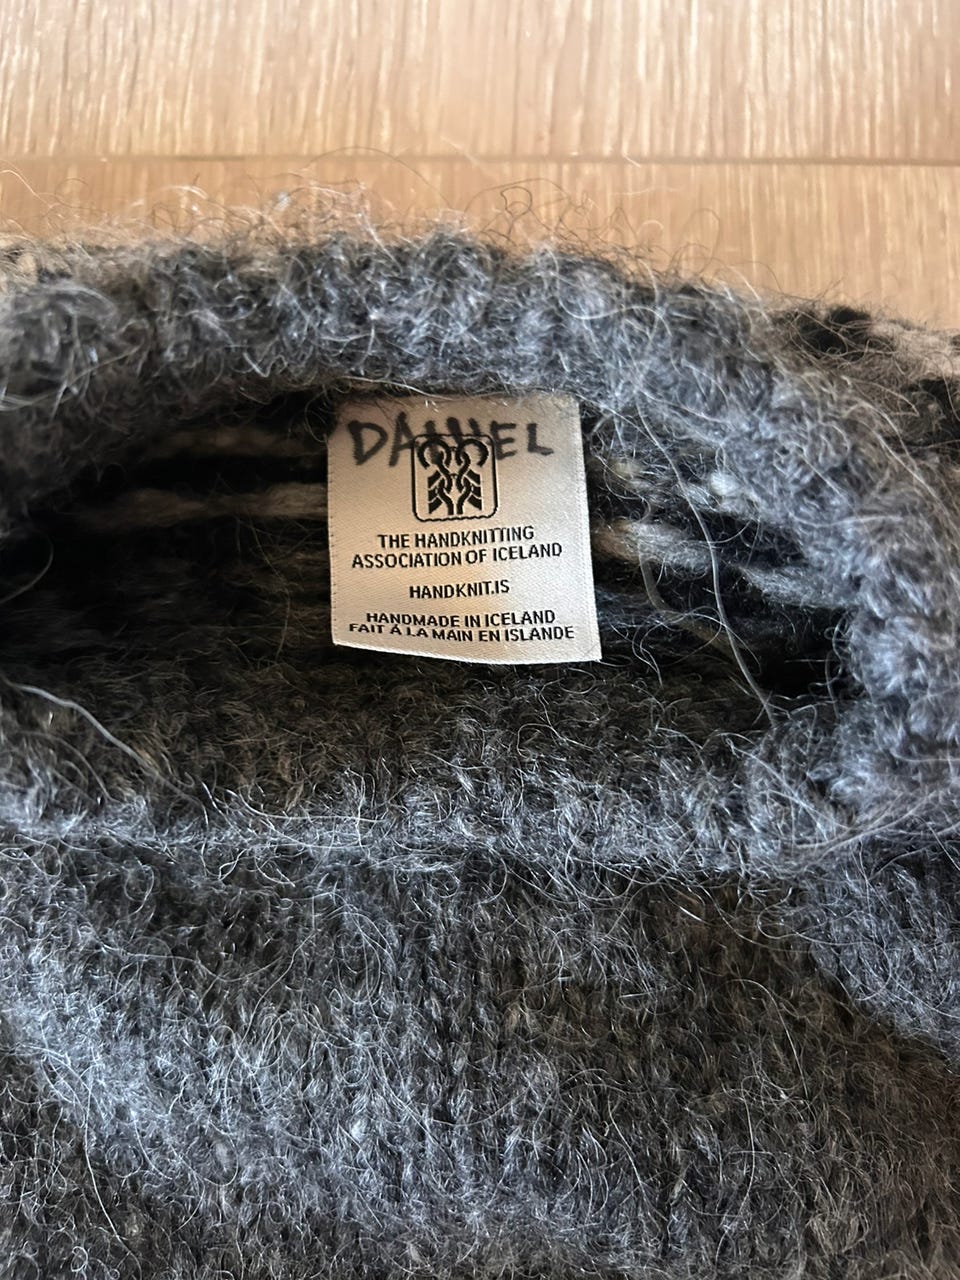 DANIEL
THE HANDKNITTING
ASSOCIATION OF ICELAND
HANDKNIT.IS
HANDMADE IN ICELAND
FAIT Á LA MAIN EN ISLANDE